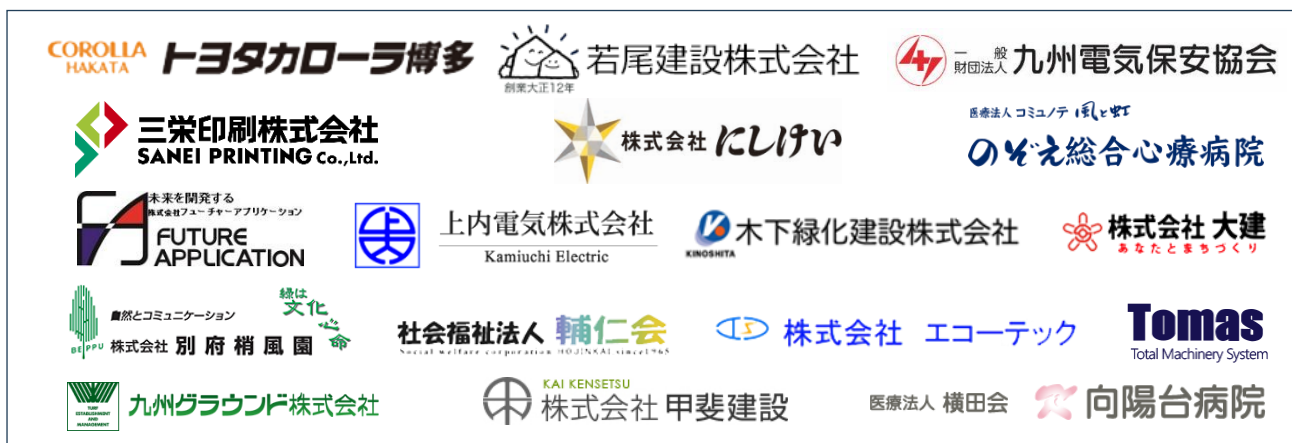 COROLLA
HAKATA
トヨタカローラ博多
若尾建設株式会社
創業大正12年
一般
財団法人
九州電気保安協会
三栄印刷株式会社
SANEI PRINTING Co.,Ltd.
株式会社 にしけい
医療法人 コミュノテ 風と虹
のぞえ総合心療病院
未来を開発する
株式会社フューチャーアプリケーション
FUTURE
APPLICATION
上内電気株式会社
Kamiuchi Electric
KINOSHITA
木下緑化建設株式会社
株式会社 大建
あなたとまちづくり
BEPPU
自然とコミュニケーション
株式会社 別府梢風園
緑は
文化
心
命
社会福祉法人 輔仁会
Social welfare corporation HOJINKAI since1965
株式会社 エコーテック
Tomas
Total Machinery System
TURF
ESTABLISHMENT
AND
MANAGEMENT
九州グラウンド株式会社
KAI KENSETSU
株式会社 甲斐建設
医療法人 横田会
向陽台病院